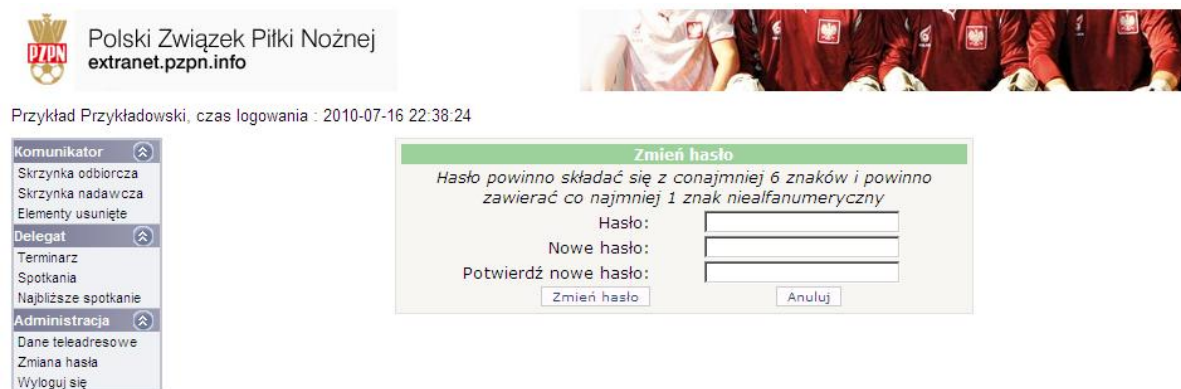 PZPN
Polski Związek Piłki Nożnej
extranet.pzpn.info
Przykład Przykładowski, czas logowania : 2010-07-16 22:38:24
Komunikator
Skrzynka odbiorcza
Skrzynka nadawcza
Elementy usunięte
Delegat
Terminarz
Spotkania
Najbliższe spotkanie
Administracja
Dane teleadresowe
Zmiana hasła
Wyloguj się
Zmień hasło
Hasło powinno składać się z conajmniej 6 znaków i powinno
zawierać co najmniej 1 znak niealfanumeryczny
Hasło:
Nowe hasło:
Potwierdź nowe hasło:
Zmień hasło Anuluj